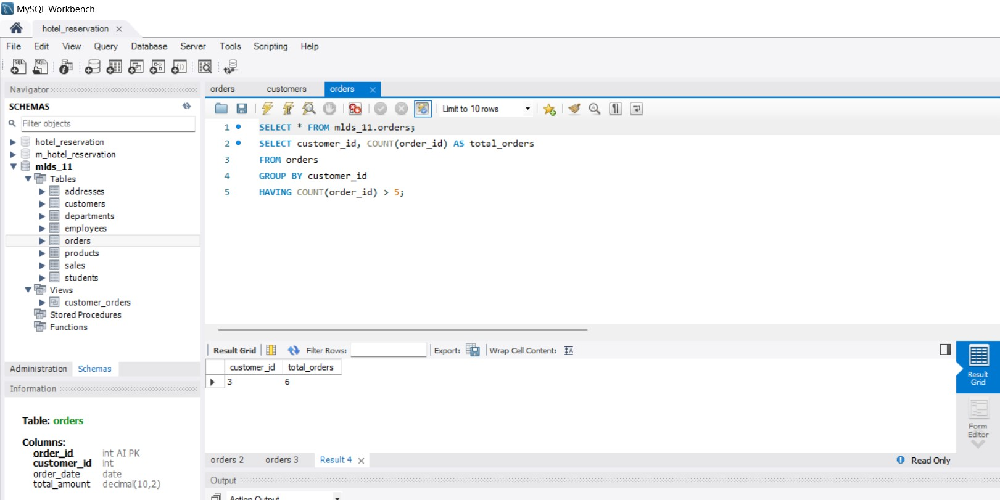 MySQL Workbench
hotel_reservation
File Edit View Query Database Server Tools Scripting Help
Navigator
SCHEMAS
Filter objects
hotel_reservation
m_hotel_reservation
mlds_11
Tables
addresses
customers
departments
employees
orders
products
sales
students
Views
customer_orders
Stored Procedures
Functions
Administration Schemas
Information
Table: orders
Columns:
order_id int AI PK
customer_id int
order_date date
total_amount decimal(10,2)
orders customers orders
Limit to 10 rows
1 SELECT * FROM mlds_11.orders;
2 SELECT customer_id, COUNT(order_id) AS total_orders
3 FROM orders
4 GROUP BY customer_id
5 HAVING COUNT(order_id) > 5;
Result Grid Filter Rows: Export: Wrap Cell Content:
customer_id total_orders
3 6
Result
Grid
Form
Editor
orders 2 orders 3 Result 4 Read Only
Output
Action Output